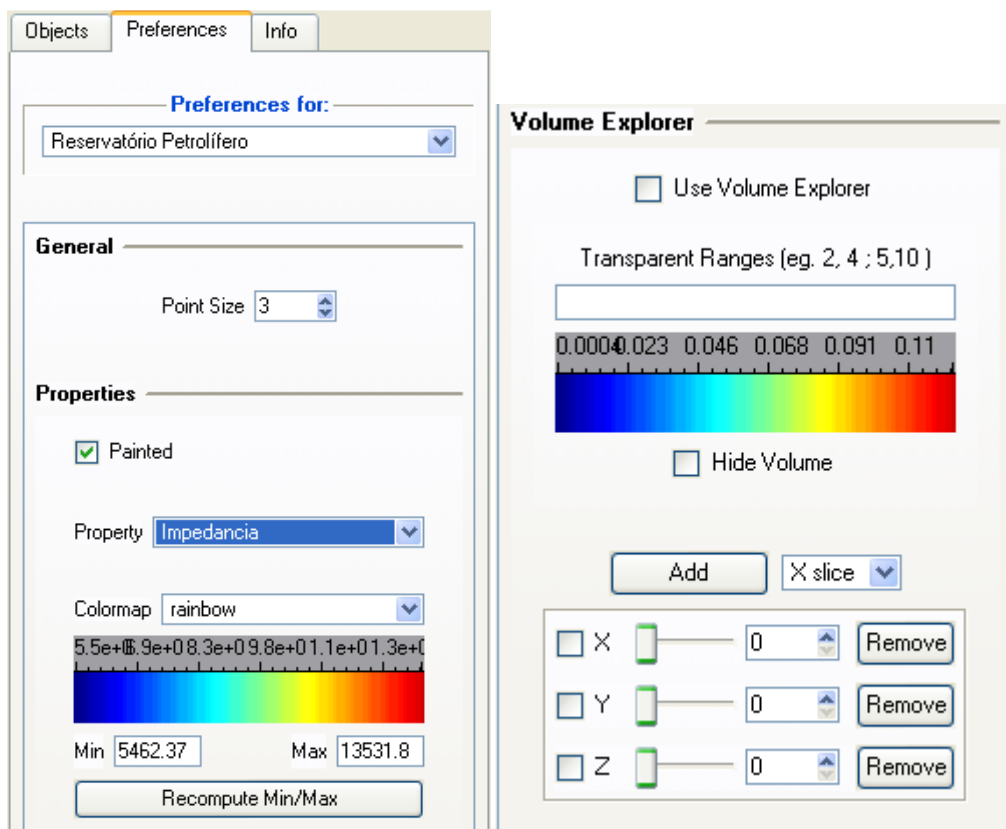 Objects Preferences Info
Preferences for:
Reservatório Petrolífero
General
Point Size 3
Properties
Painted
Property Impedancia
Colormap rainbow
8.3e+0
Min 5462.37 Max 13531.8
Recompute Min/Max
Volume Explorer
Use Volume Explorer
Transparent Ranges (eg. 2, 4 ; 5,10 )
0.023 0.046 0.068 0.091 0.11
Hide Volume
Add X slice
X 0 Remove
Y 0 Remove
Z 0 Remove